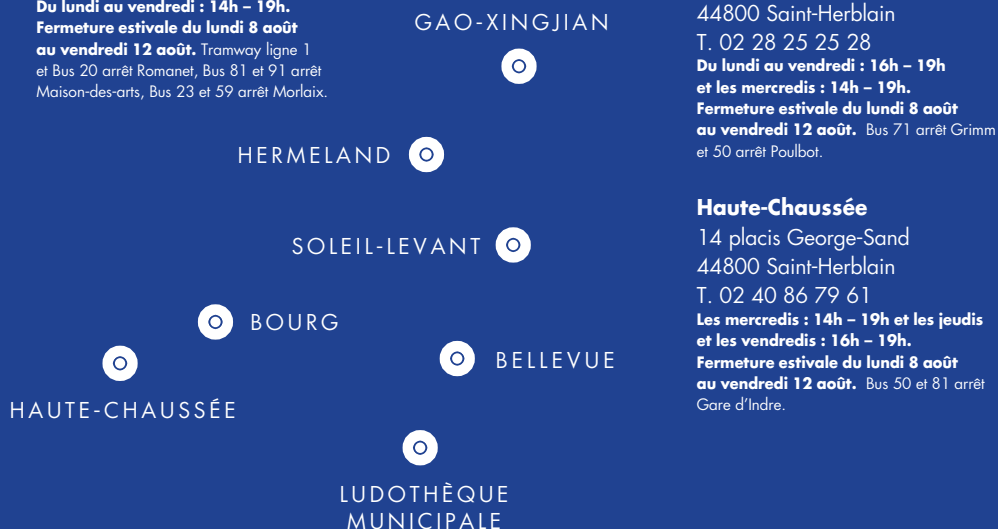 Du lundi au vendredi : 14h – 19h.
Fermeture estivale du lundi 8 août
au vendredi 12 août. Tramway ligne 1
et Bus 20 arrêt Romanet, Bus 81 et 91 arrêt
Maison-des-arts, Bus 23 et 59 arrêt Morlaix.
GAO-XINGJIAN
HERMELAND
SOLEIL-LEVANT
BOURG
BELLEVUE
HAUTE-CHAUSSÉE
LUDOTHÈQUE
MUNICIPALE
44800 Saint-Herblain
T. 02 28 25 25 28
Du lundi au vendredi : 16h – 19h
et les mercredis : 14h – 19h.
Fermeture estivale du lundi 8 août
au vendredi 12 août. Bus 71 arrêt Grimm
et 50 arrêt Poulbot.
Haute-Chaussée
14 placis George-Sand
44800 Saint-Herblain
T. 02 40 86 79 61
Les mercredis : 14h – 19h et les jeudis
et les vendredis : 16h – 19h.
Fermeture estivale du lundi 8 août
au vendredi 12 août. Bus 50 et 81 arrêt
Gare d'Indre.